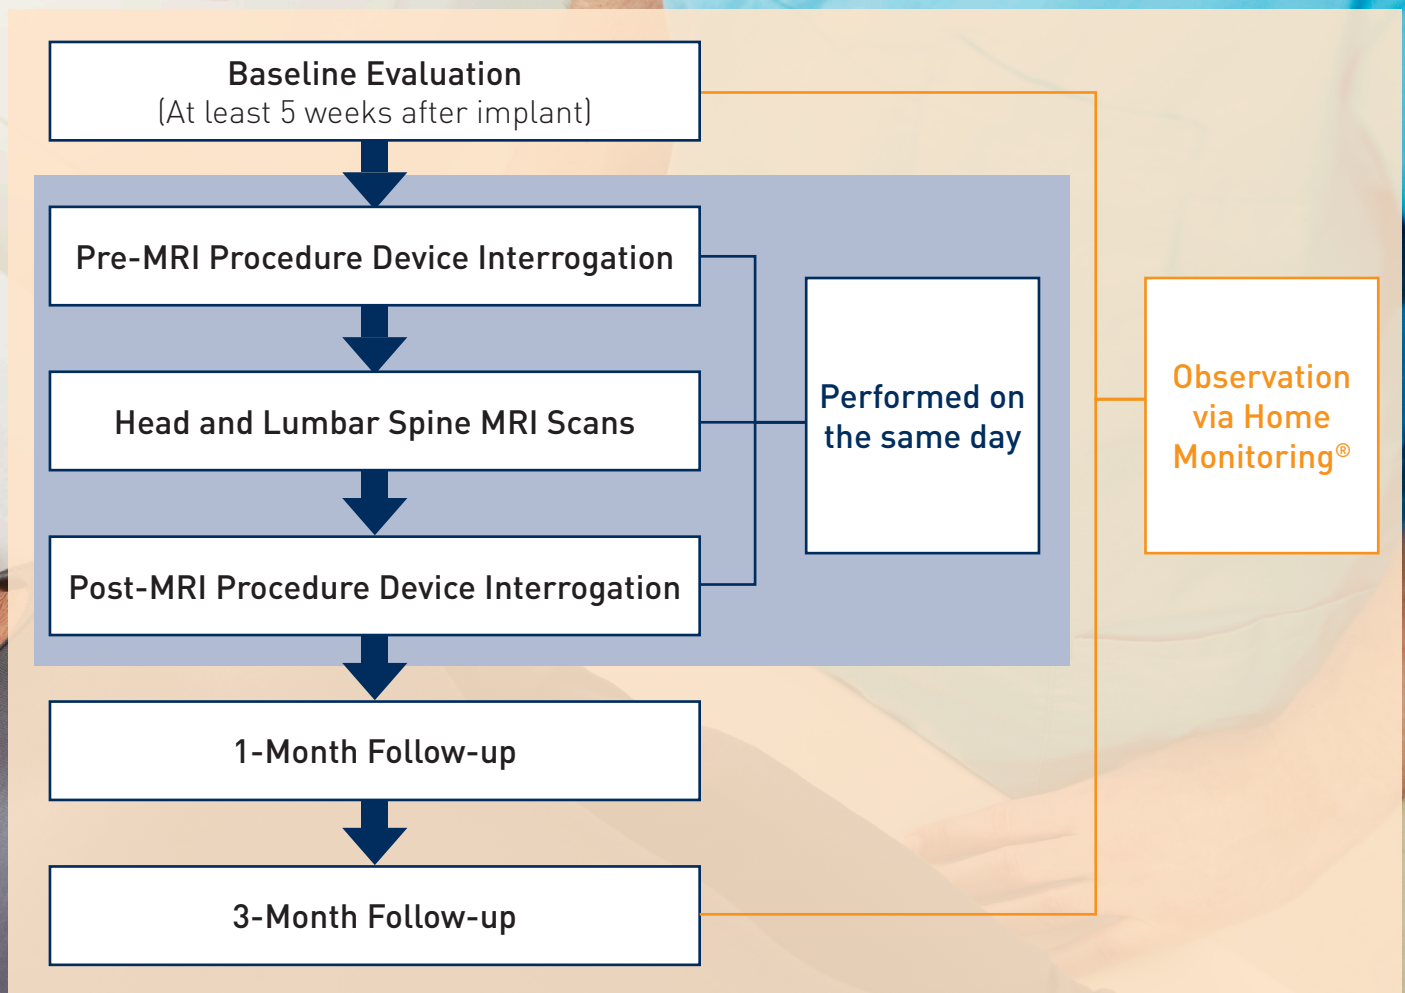 Baseline Evaluation
(At least 5 weeks after implant)
Pre-MRI Procedure Device Interrogation
Head and Lumbar Spine MRI Scans
Post-MRI Procedure Device Interrogation
1-Month Follow-up
3-Month Follow-up
Performed on
the same day
Observation
via Home
Monitoring®